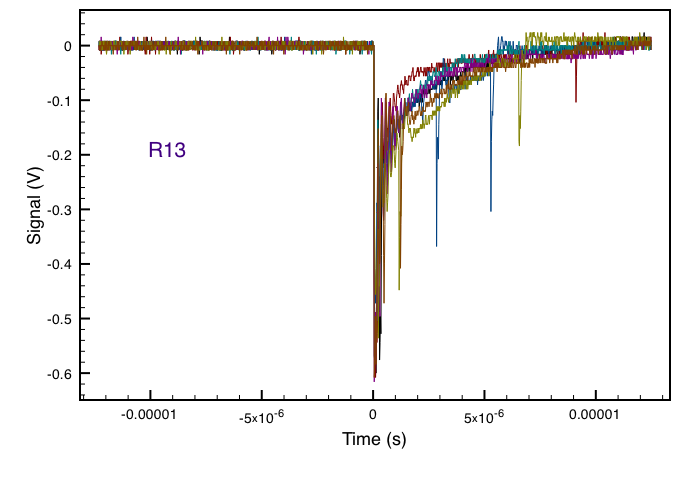 0
-0.1
-0.2
R13
-0.3
-0.4
-0.5
-0.6
Signal (V)
-0.00001
-5x10⁻⁶
0
5x10⁻⁶
0.00001
Time (s)